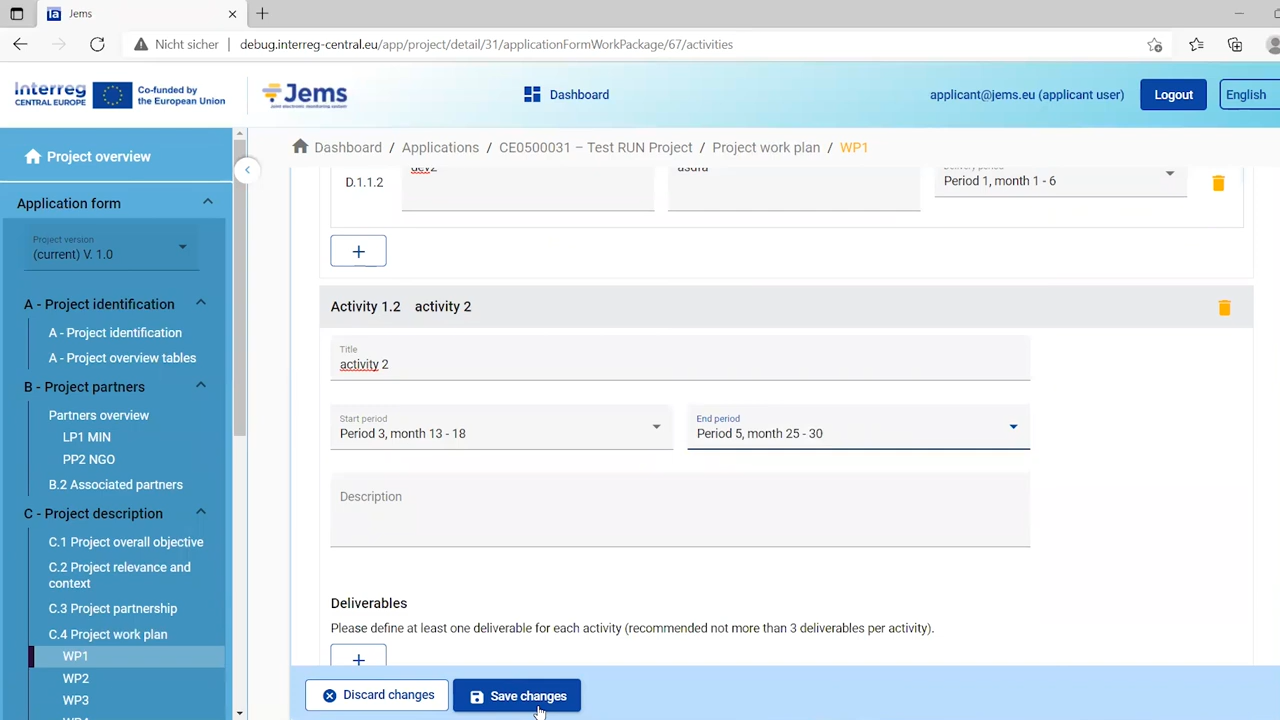 Jems
Nicht sicher
debug.interreg-central.eu/app/project/detail/31/applicationFormWorkPackage/67/activities
Interreg
CENTRAL EUROPE
Co-funded by
the European Union
Jems
Dashboard
applicant@jems.eu (applicant user)
Logout
English
Project overview
Dashboard / Applications / CE0500031 – Test RUN Project / Project work plan / WP1
Application form
Project version
(current) V. 1.0
A - Project identification
A - Project identification
A - Project overview tables
B - Project partners
Partners overview
LP1 MIN
PP2 NGO
B.2 Associated partners
C - Project description
C.1 Project overall objective
C.2 Project relevance and
context
C.3 Project partnership
C.4 Project work plan
WP1
WP2
WP3
D.1.1.2
Period 1, month 1 - 6
Activity 1.2 activity 2
Title
activity 2
Start period
Period 3, month 13 - 18
End period
Period 5, month 25 - 30
Description
Deliverables
Please define at least one deliverable for each activity (recommended not more than 3 deliverables per activity).
Discard changes
Save changes